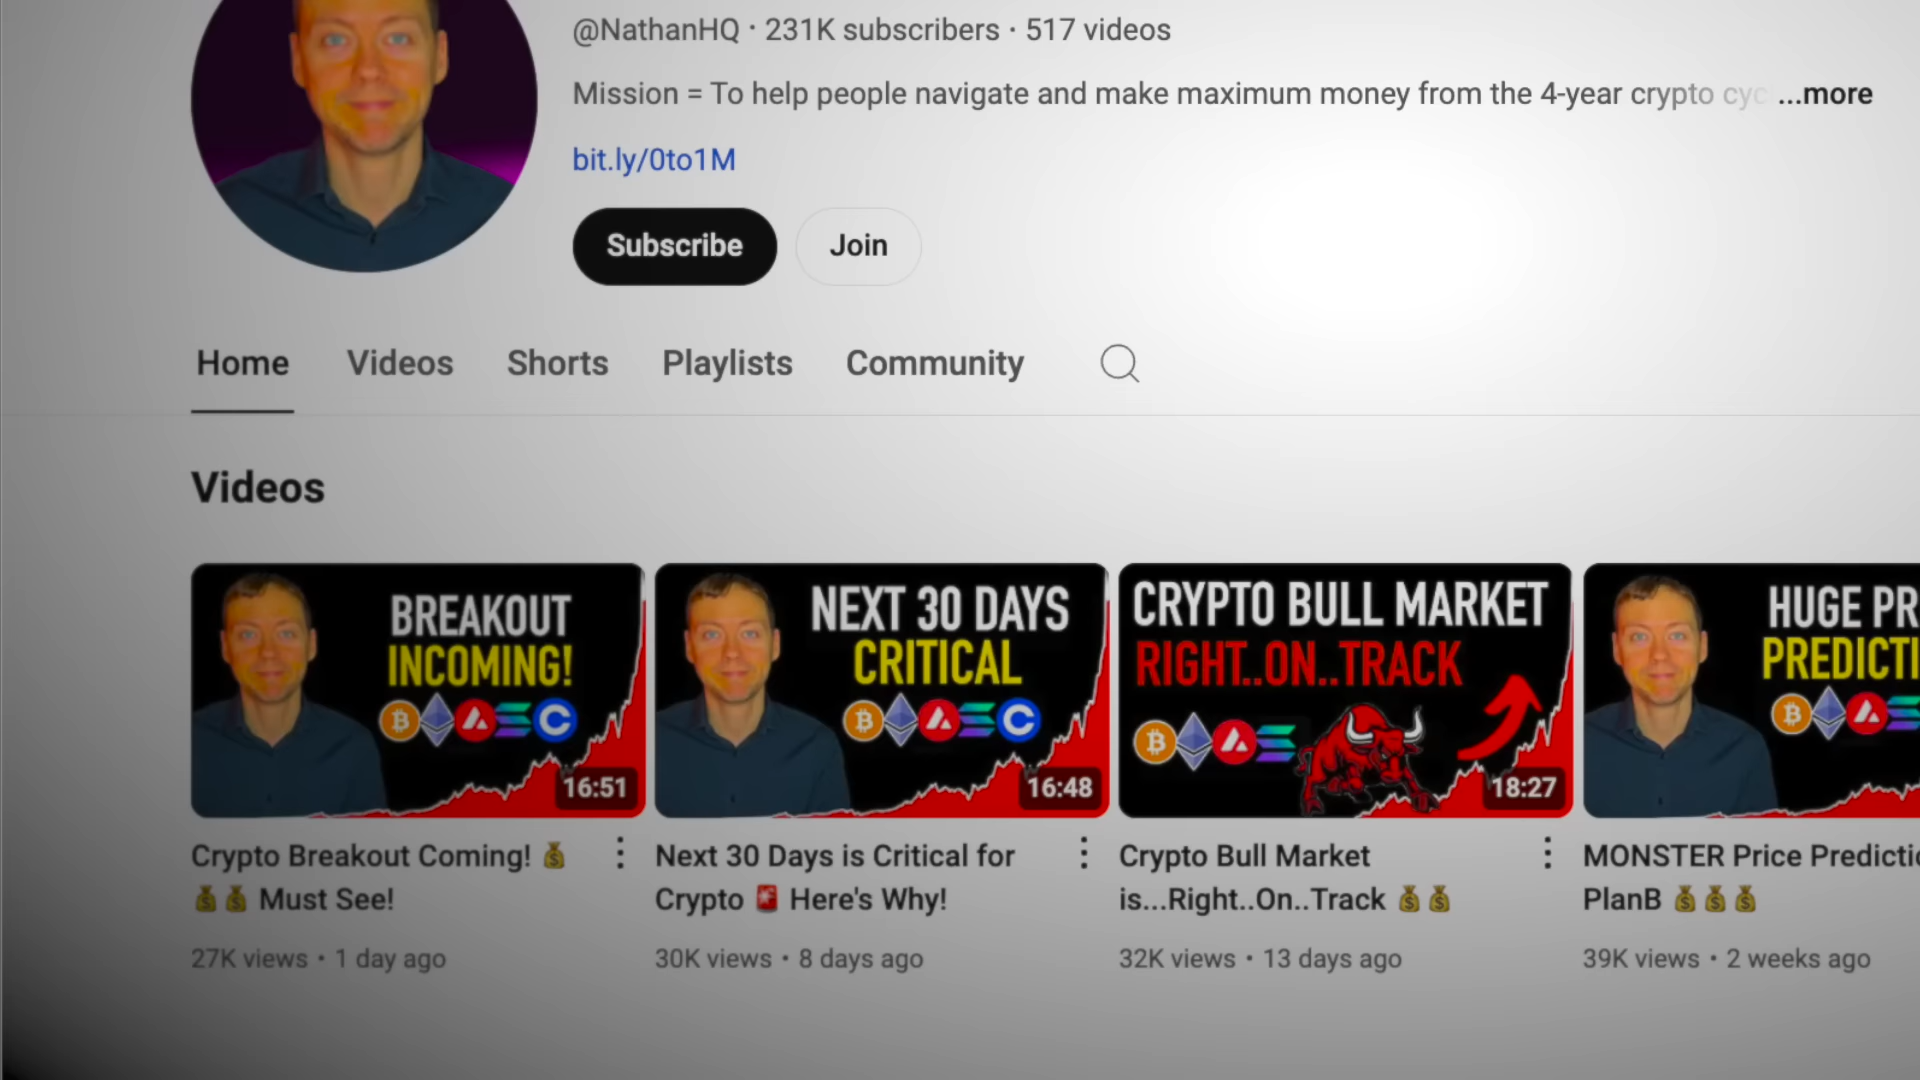 @NathanHQ · 231K subscribers · 517 videos
Mission = To help people navigate and make maximum money from the 4-year crypto cyc ...more
bit.ly/0to1M
Subscribe Join
Home Videos Shorts Playlists Community
Videos
BREAKOUT
INCOMING!
16:51
NEXT 30 DAYS
CRITICAL
16:48
CRYPTO BULL MARKET
RIGHT..ON..TRACK
18:27
HUGE PR
PREDICTI
Crypto Breakout Coming! 💰
💰💰 Must See!
27K views • 1 day ago
Next 30 Days is Critical for
Crypto 🚨 Here's Why!
30K views • 8 days ago
Crypto Bull Market
is...Right..On..Track 💰💰
32K views • 13 days ago
MONSTER Price Predictio
PlanB 💰💰💰
39K views • 2 weeks ago